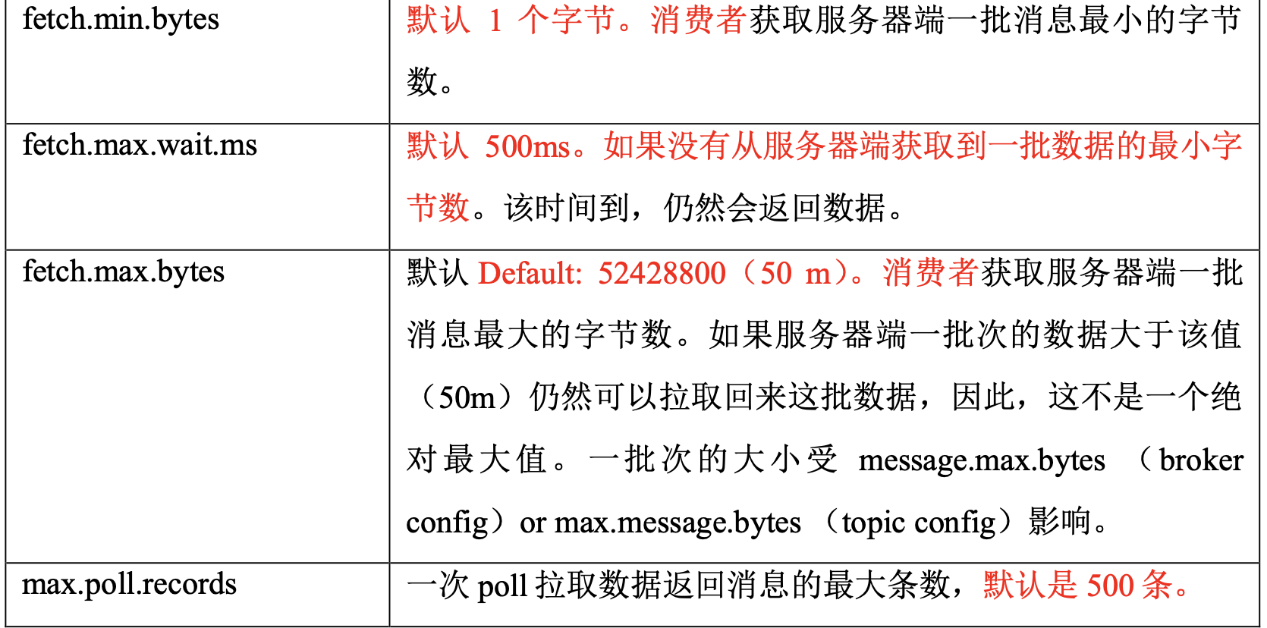 fetch.min.bytes
默认 1 个字节。消费者获取服务器端一批消息最小的字节
数。
fetch.max.wait.ms
默认 500ms。如果没有从服务器端获取到一批数据的最小字
节数。该时间到，仍然会返回数据。
fetch.max.bytes
默认 Default: 52428800（50 m）。消费者获取服务器端一批
消息最大的字节数。如果服务器端一批次的数据大于该值
（50m）仍然可以拉取回来这批数据，因此，这不是一个绝
对最大值。一批次的大小受 message.max.bytes （broker
config）or max.message.bytes （topic config）影响。
max.poll.records
一次 poll 拉取数据返回消息的最大条数，默认是 500 条。